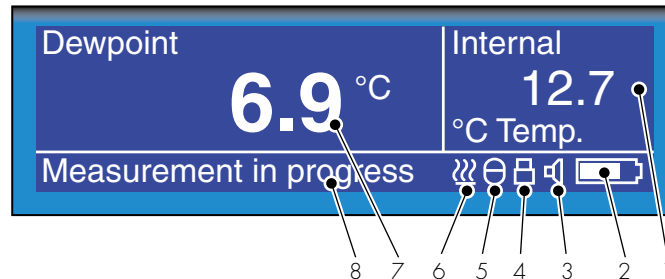 Dewpoint
6.9 °C
Internal
12.7
°C Temp.
Measurement in progress
8 7 6 5 4 3 2